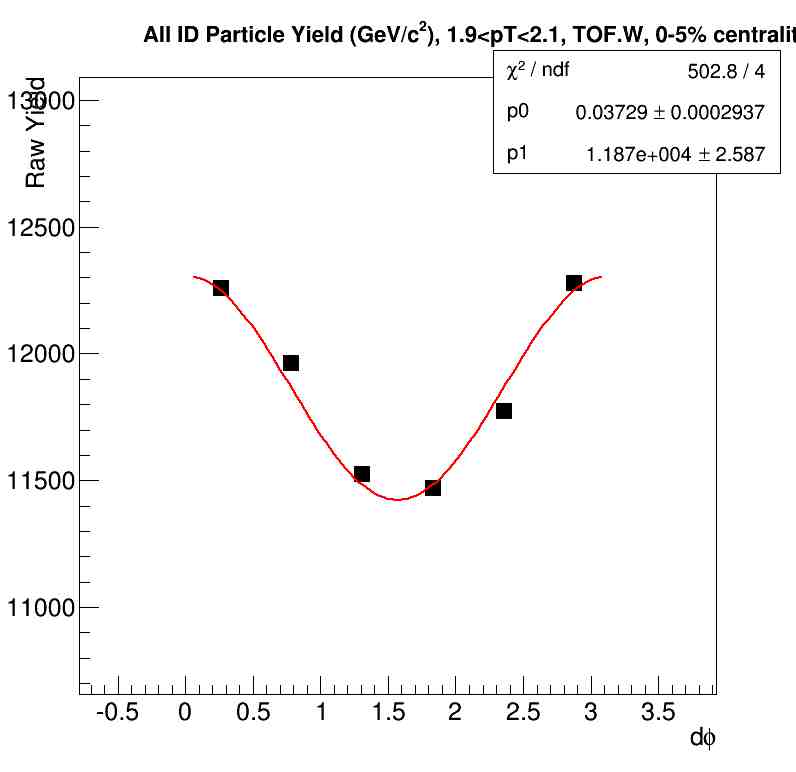 All ID Particle Yield (GeV/c²), 1.9<pT<2.1, TOF.W, 0-5% centralit
χ² / ndf 502.8 / 4
p0 0.03729 ± 0.0002937
p1 1.187e+004 ± 2.587
Raw Yield
13000
12500
12000
11500
11000
-0.5 0 0.5 1 1.5 2 2.5 3 3.5
dϕ